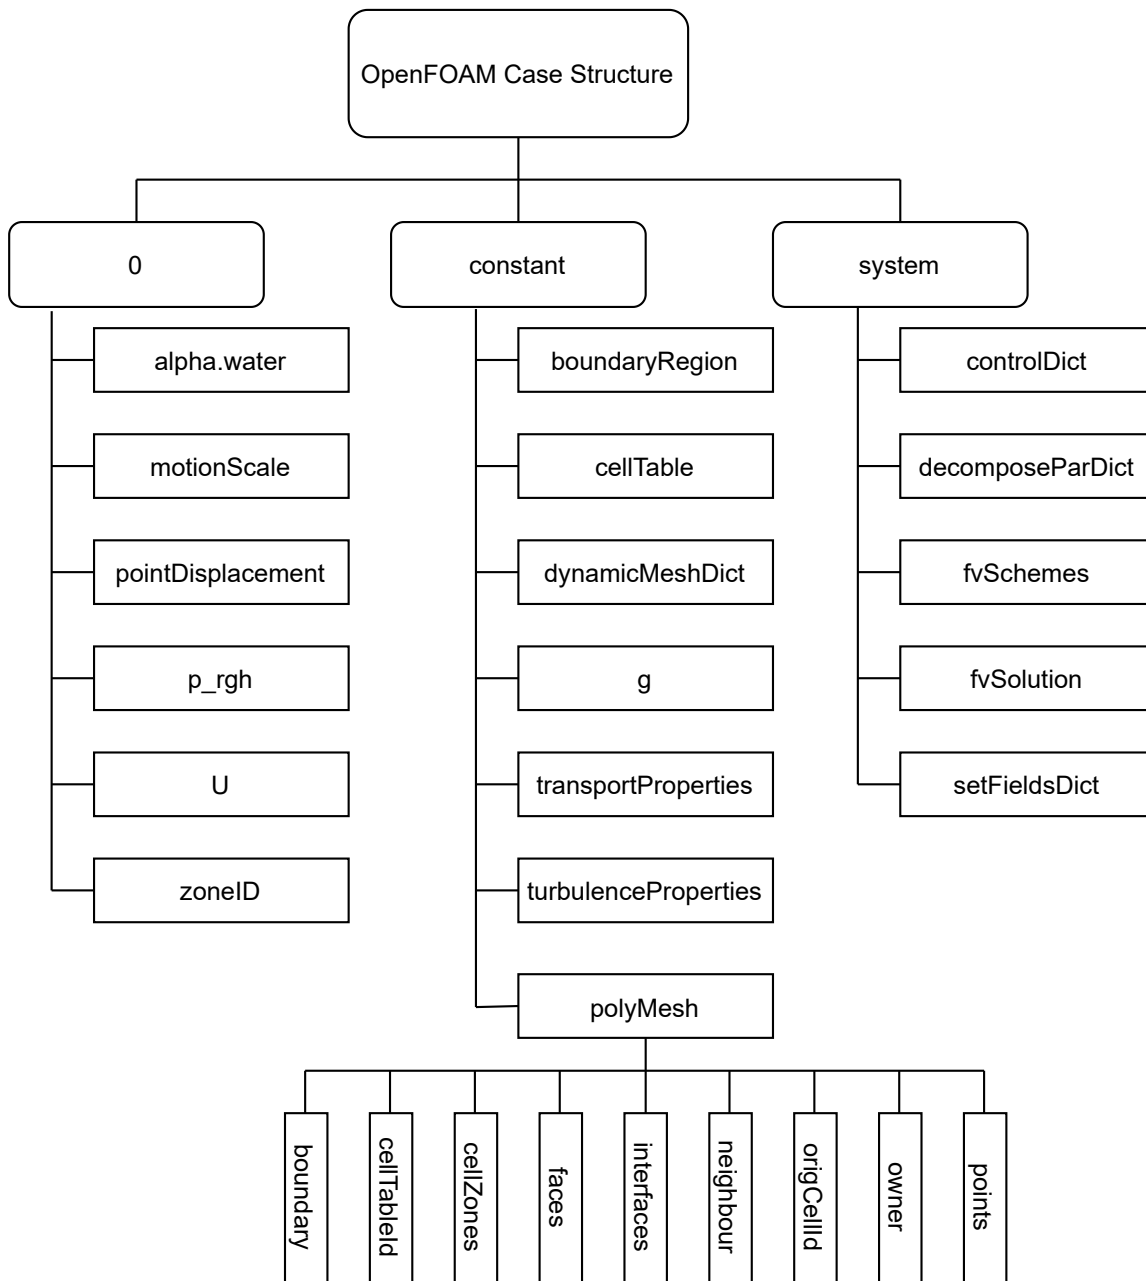 OpenFOAM Case Structure
0
constant
system
alpha.water
motionScale
pointDisplacement
p_rgh
U
zoneID
boundaryRegion
cellTable
dynamicMeshDict
g
transportProperties
turbulenceProperties
polyMesh
controlDict
decomposeParDict
fvSchemes
fvSolution
setFieldsDict
boundary
cellTableId
cellZones
faces
interfaces
neighbour
origCellId
owner
points